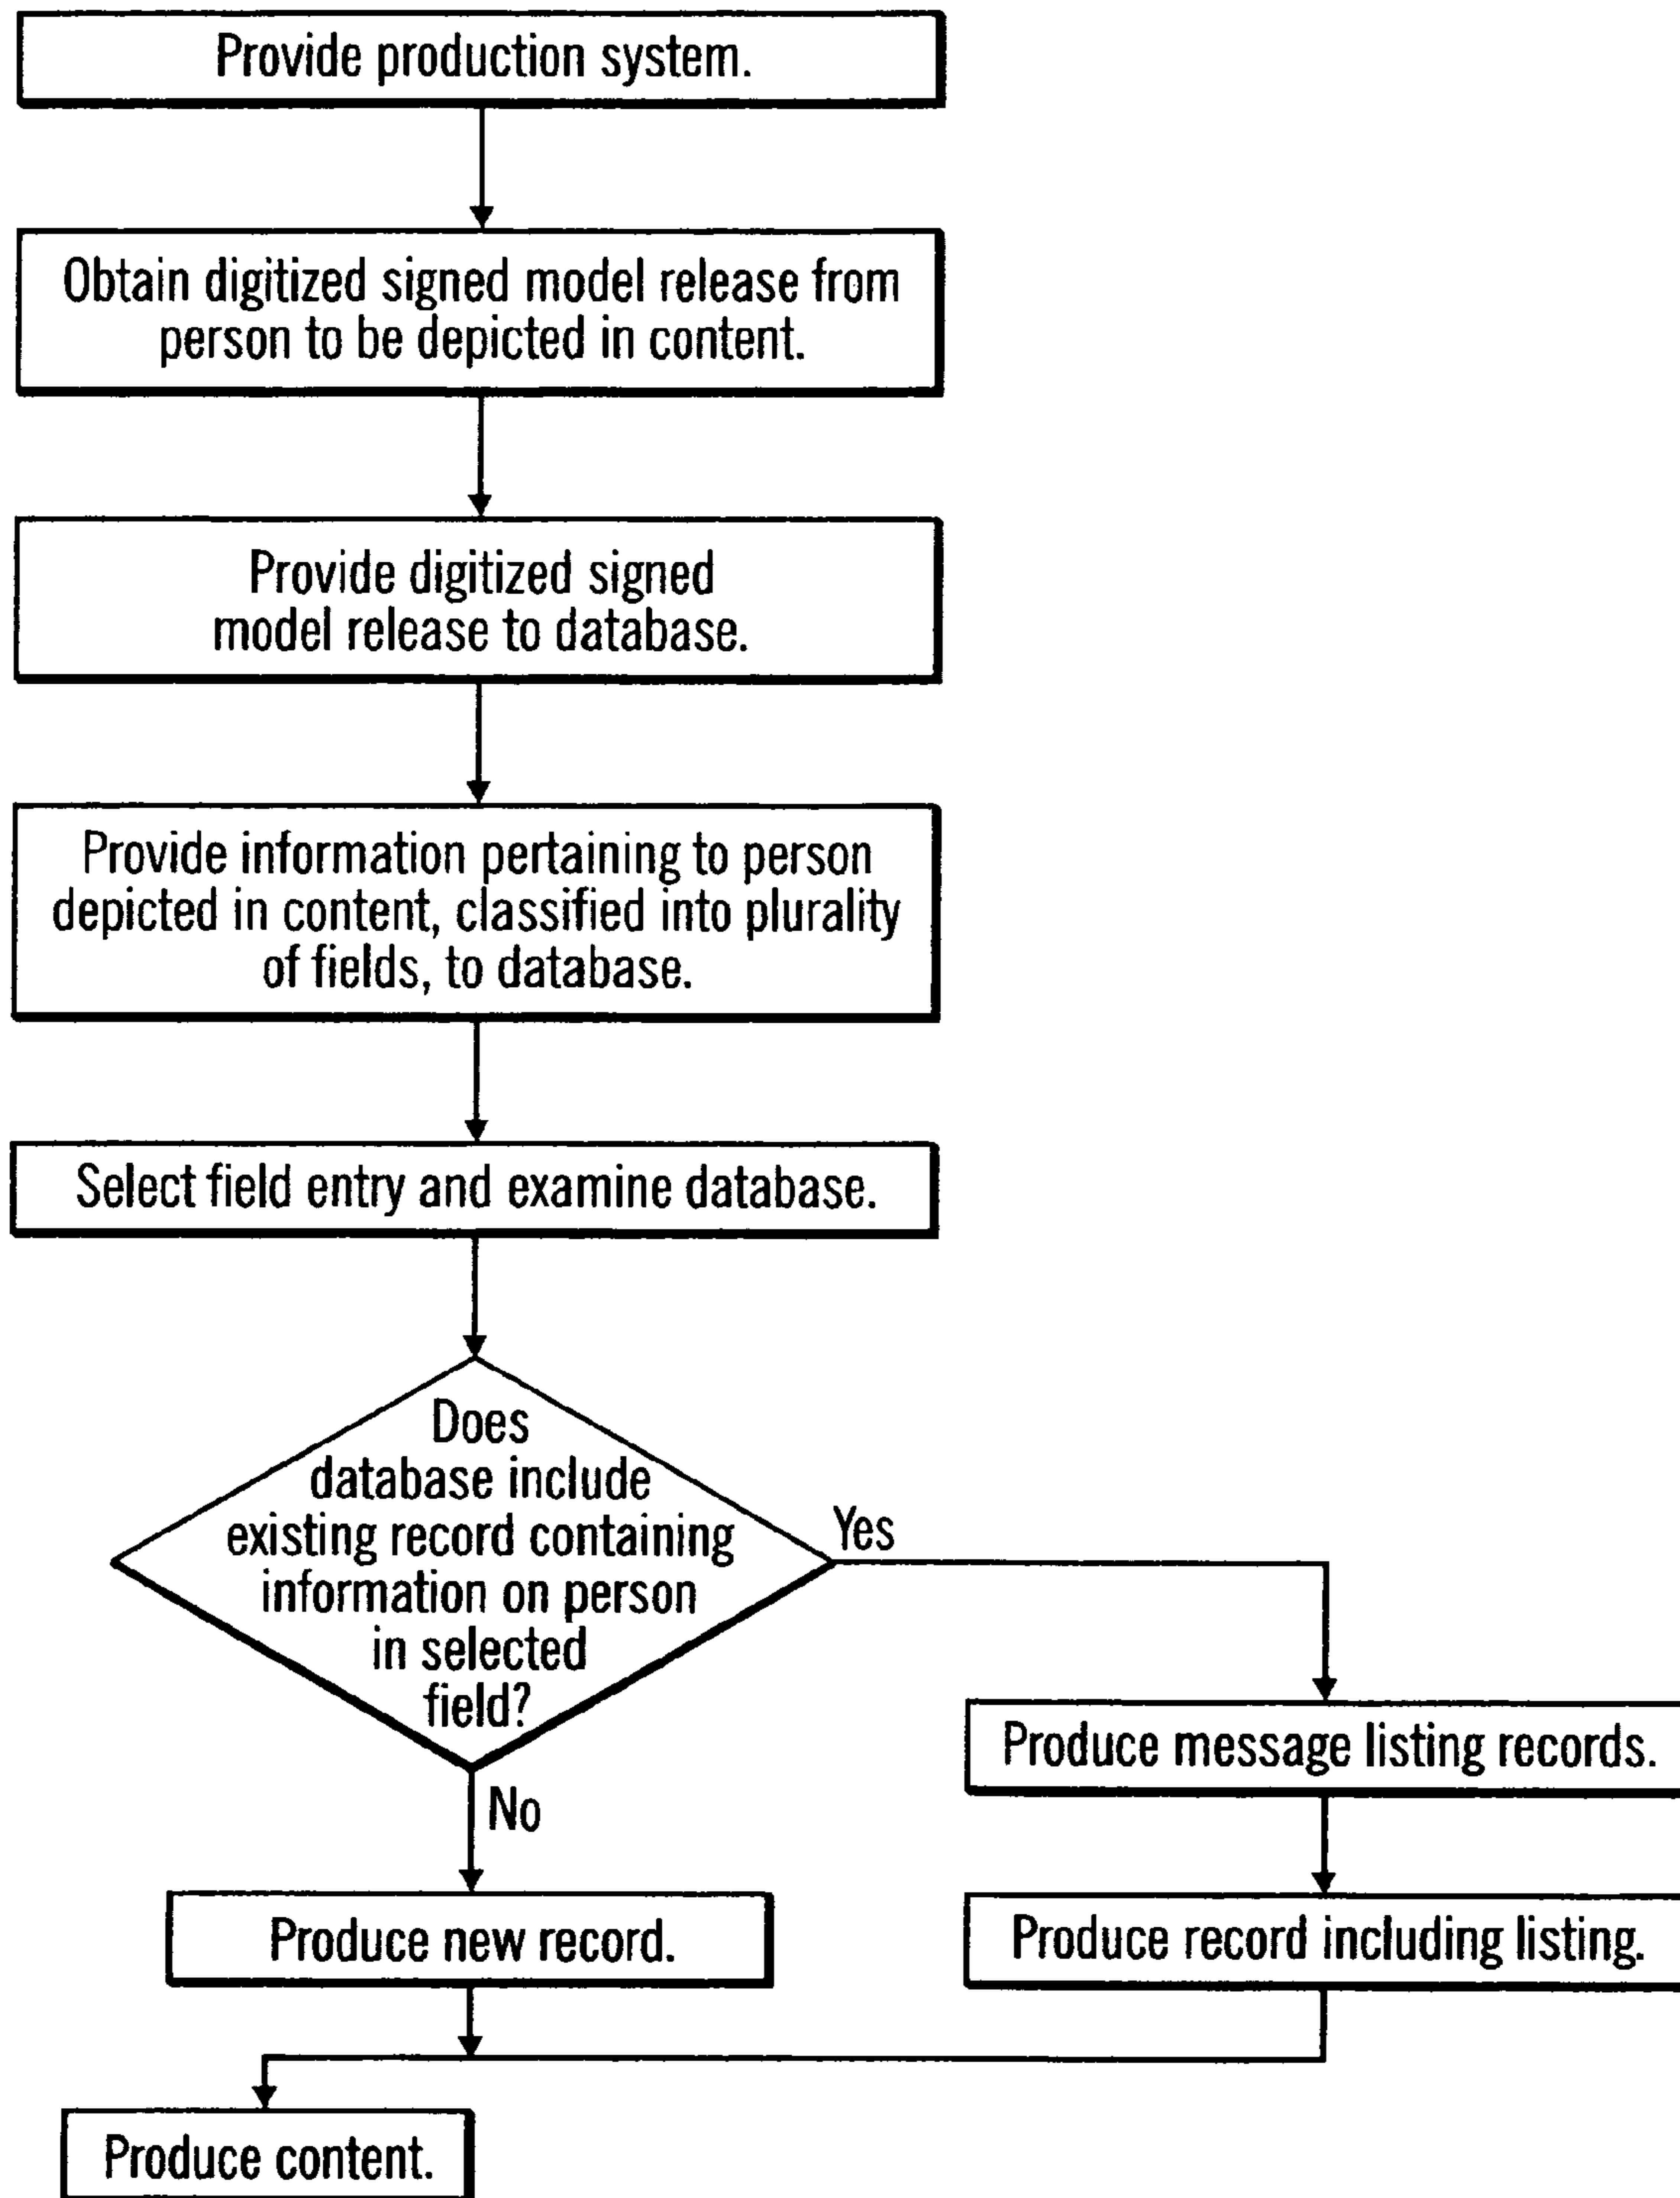 Provide production system.
Obtain digitized signed model release from
person to be depicted in content.
Provide digitized signed
model release to database.
Provide information pertaining to person
depicted in content, classified into plurality
of fields, to database.
Select field entry and examine database.
Does
database include
existing record containing
information on person
in selected
field?
Yes
No
Produce message listing records.
Produce new record.
Produce record including listing.
Produce content.